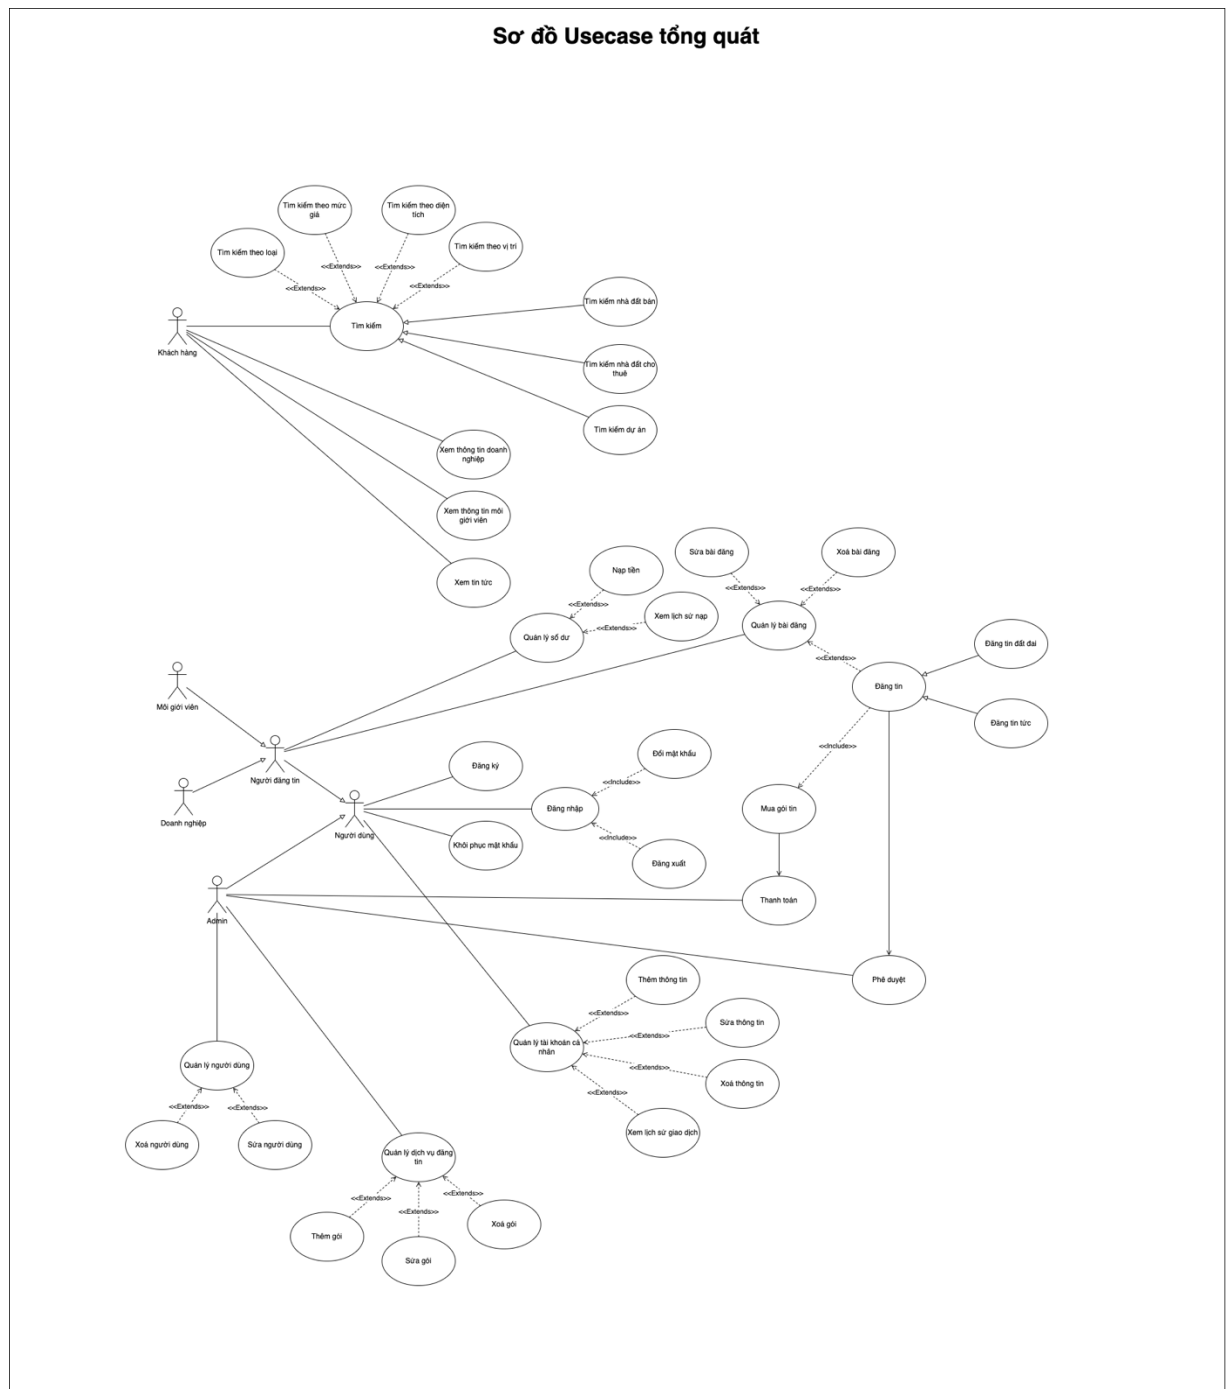 Sơ đồ Usecase tổng quát
Tìm kiếm theo mức
giá
Tìm kiếm theo diện
tích
Tìm kiếm theo loại
Tìm kiếm theo vị trí
<<Extends>>
<<Extends>>
<<Extends>>
<<Extends>>
Tìm kiếm nhà đất bán
Tìm kiếm
Khách hàng
Tìm kiếm nhà đất cho
thuê
Tìm kiếm dự án
Xem thông tin doanh
nghiệp
Xem thông tin môi
giới viên
Xem tin tức
Nạp tiền
Sửa bài đăng
Xoá bài đăng
<<Extends>>
<<Extends>>
<<Extends>>
Xem lịch sử nạp
<<Extends>>
Quản lý số dư
Quản lý bài đăng
<<Extends>>
Đăng tin đất đai
Đăng tin
Đăng tin tức
Môi giới viên
<<Include>>
Người đăng tin
Doanh nghiệp
Đăng ký
Đổi mật khẩu
<<Include>>
Đăng nhập
Mua gói tin
Người dùng
Khôi phục mật khẩu
<<Include>>
Đăng xuất
Admin
Thanh toán
Phê duyệt
Thêm thông tin
<<Extends>>
Sửa thông tin
<<Extends>>
Quản lý tài khoản cá
nhân
<<Extends>>
Xoá thông tin
<<Extends>>
Xem lịch sử giao dịch
Quản lý người dùng
<<Extends>>
<<Extends>>
Xoá người dùng
Sửa người dùng
Quản lý dịch vụ đăng
tin
<<Extends>>
<<Extends>>
<<Extends>>
Thêm gói
Sửa gói
Xoá gói